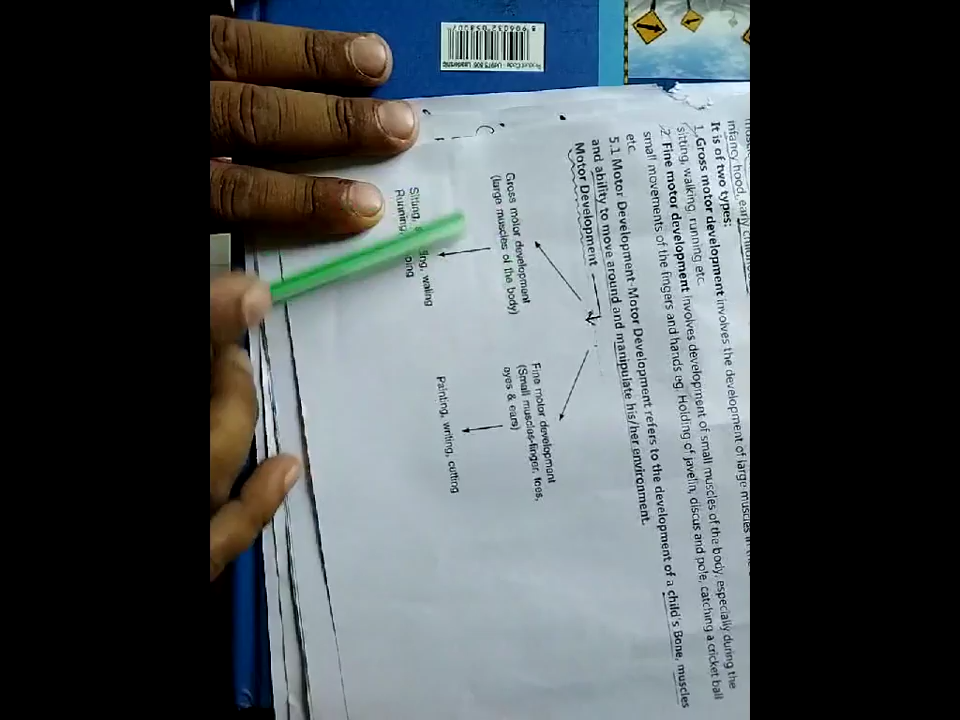 infancy hood, early
It is of two types:
1. Gross motor development involves the development of large muscles in
sitting, walking, running etc.
2. Fine motor development involves development of small muscles of the body, especially during the
small movements of the fingers and hands eg. Holding of javelin, discus and pole, catching a cricket ball
etc.
5.1 Motor Development-Motor Development refers to the development of a child's Bone, muscles
and ability to move around and manipulate his/her environment.
Motor Development
Gross motor development
(large muscles of the body)
Sitting, walking
Running,
Fine motor development
(Small muscles-finger, toes,
eyes & ears)
Painting, writing, cutting